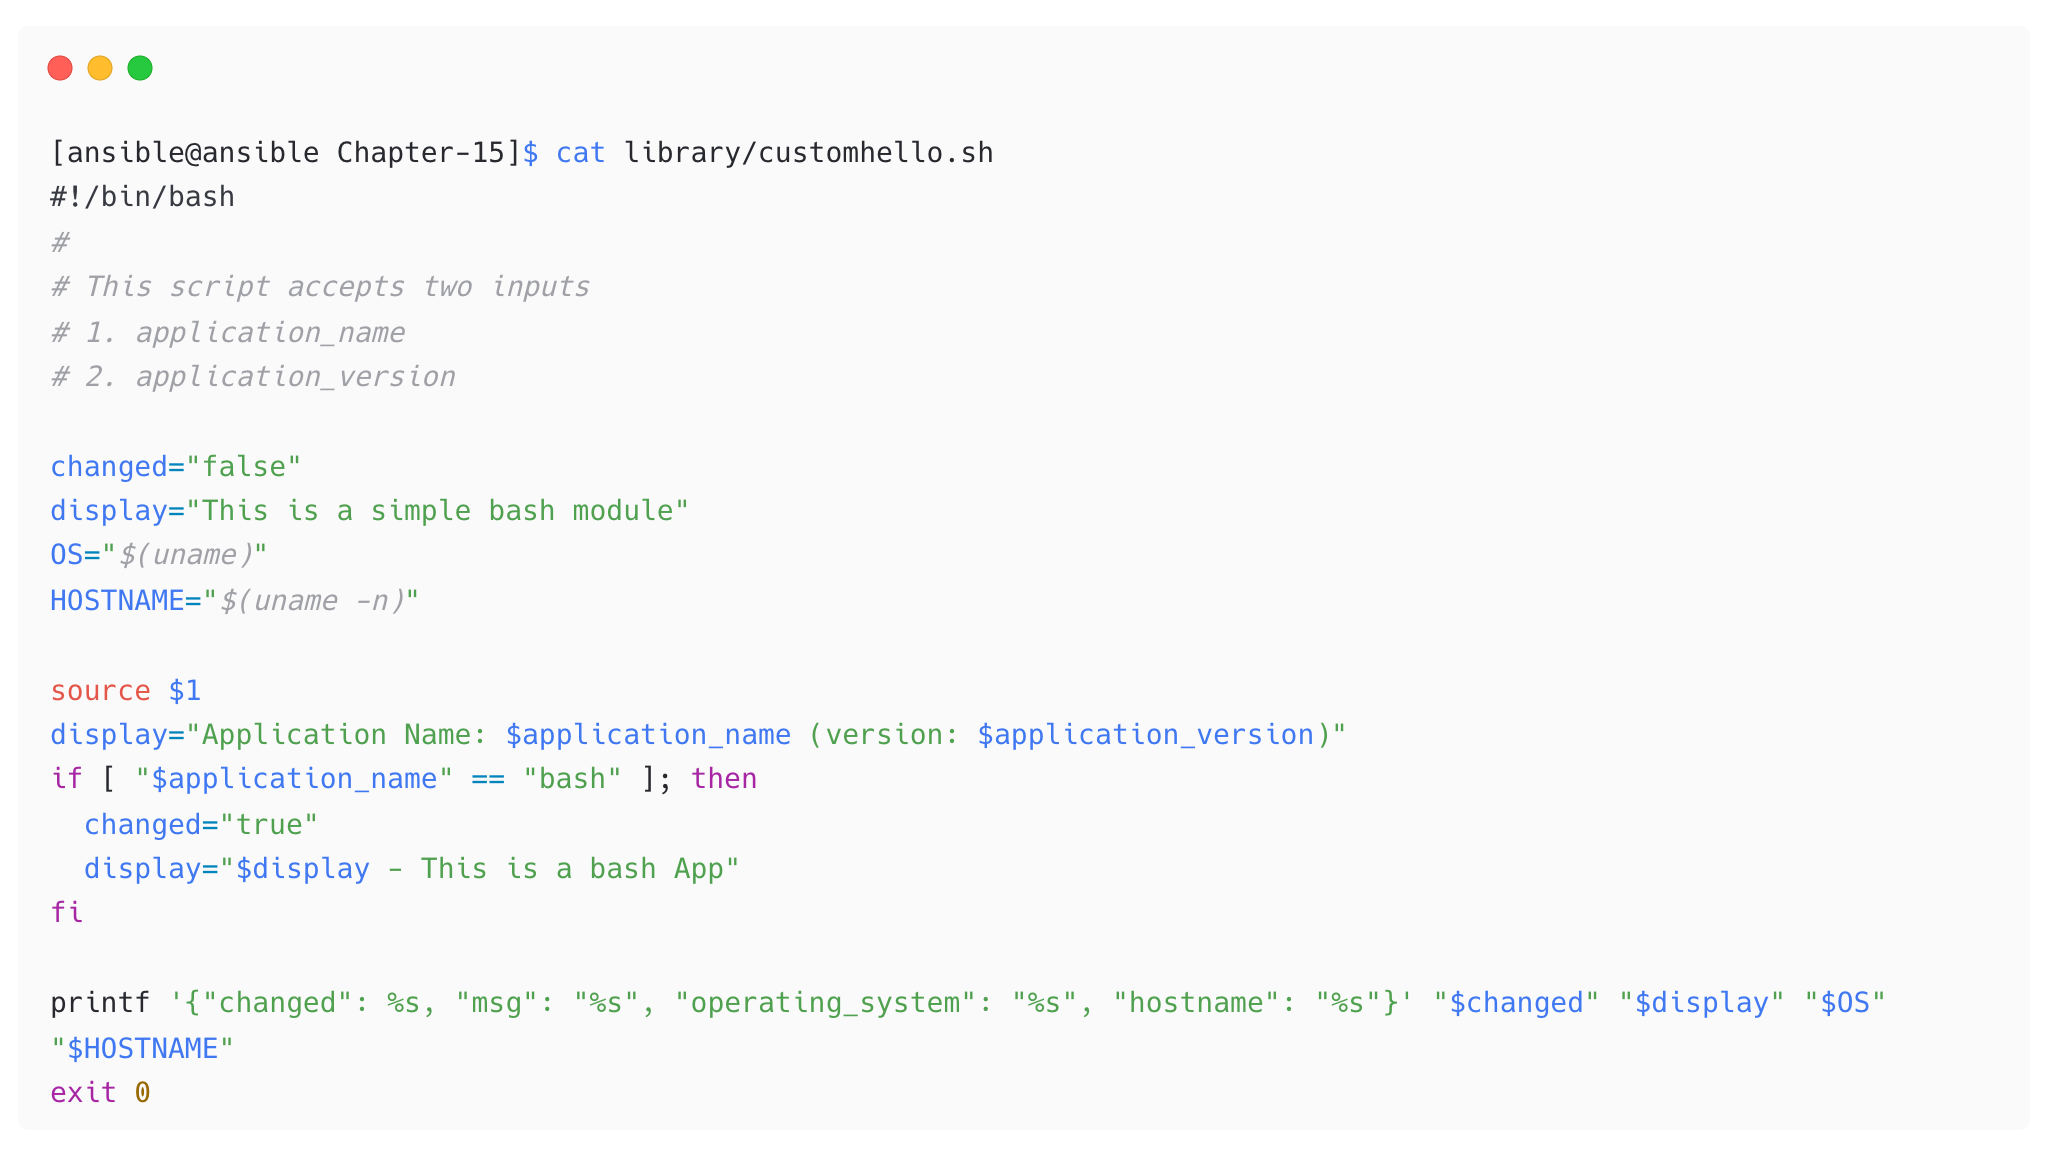 [ansible@ansible Chapter-15]$ cat library/customhello.sh
#!/bin/bash
#
# This script accepts two inputs
# 1. application_name
# 2. application_version

changed="false"
display="This is a simple bash module"
OS="$(uname)"
HOSTNAME="$(uname -n)"

source $1
display="Application Name: $application_name (version: $application_version)"
if [ "$application_name" == "bash" ]; then
  changed="true"
  display="$display - This is a bash App"
fi

printf '{"changed": %s, "msg": "%s", "operating_system": "%s", "hostname": "%s"}' "$changed" "$display" "$OS"
"$HOSTNAME"
exit 0